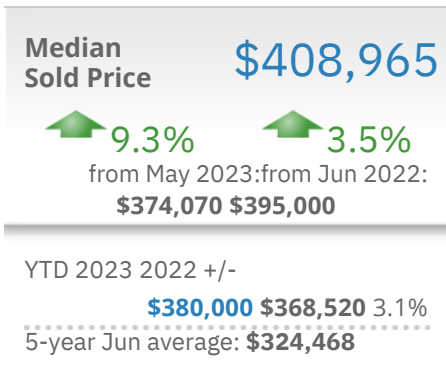 Median
Sold Price
$408,965
9.3% 3.5%
from May 2023:from Jun 2022:
$374,070 $395,000
YTD 2023 2022 +/-
$380,000 $368,520 3.1%
5-year Jun average: $324,468